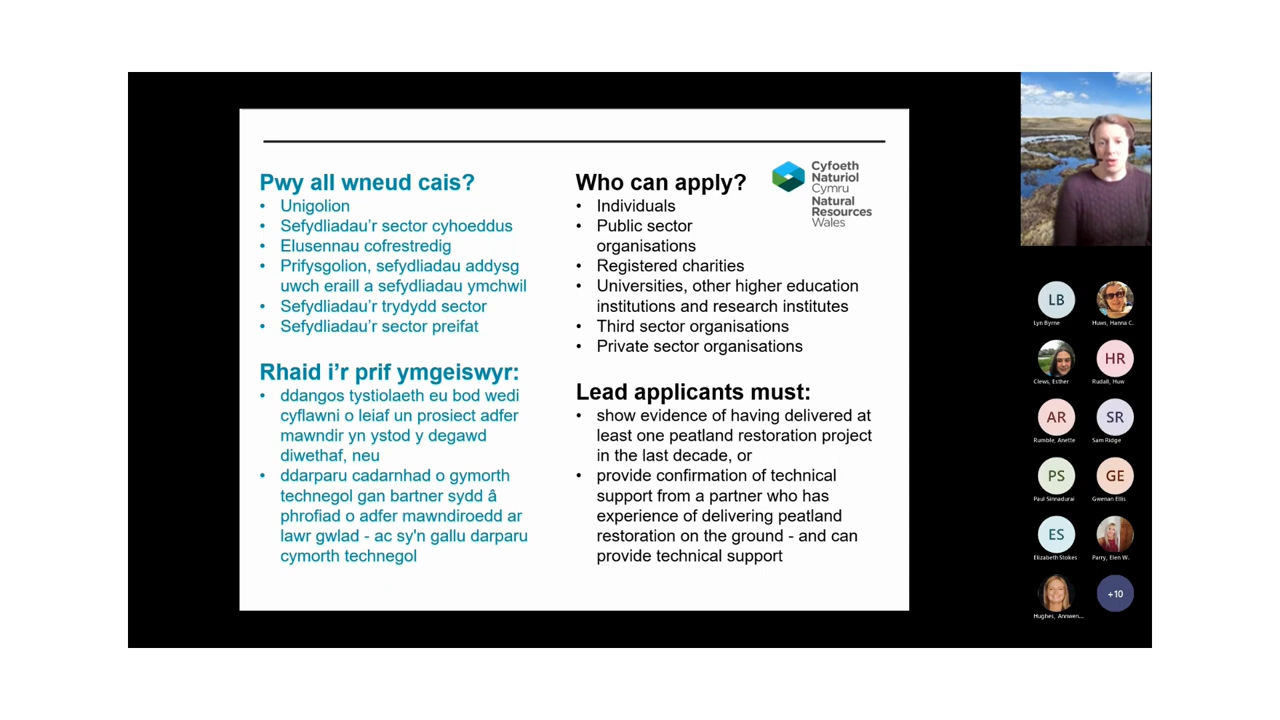 Pwy all wneud cais?
• Unigolion
• Sefydliadau’r sector cyhoeddus
• Elusennau cofrestredig
• Prifysgolion, sefydliadau addysg
uwch eraill a sefydliadau ymchwil
• Sefydliadau’r trydydd sector
• Sefydliadau’r sector preifat
Rhaid i’r prif ymgeiswyr:
• ddangos tystiolaeth eu bod wedi
cyflawni o leiaf un prosiect adfer
mawndir yn ystod y degawd
diwethaf, neu
• ddarparu cadarnhad o gymorth
technegol gan bartner sydd â
phrofiad o adfer mawndiroedd ar
lawr gwlad - ac sy'n gallu darparu
cymorth technegol
Who can apply?
• Individuals
• Public sector
organisations
• Registered charities
• Universities, other higher education
institutions and research institutes
• Third sector organisations
• Private sector organisations
Lead applicants must:
• show evidence of having delivered at
least one peatland restoration project
in the last decade, or
• provide confirmation of technical
support from a partner who has
experience of delivering peatland
restoration on the ground - and can
provide technical support
Cyfoeth
Naturiol
Cymru
Natural
Resources
Wales
LB
Lyn Byrne
Huws, Hanna C.
Clews, Esther
HR
Rudall, Huw
AR
Rumble, Anette
SR
Sam Ridge
PS
Paul Sinnadurai
GE
Gwenan Ellis
ES
Elizabeth Stokes
Parry, Elen W.
Hughes, Annwen...
+10